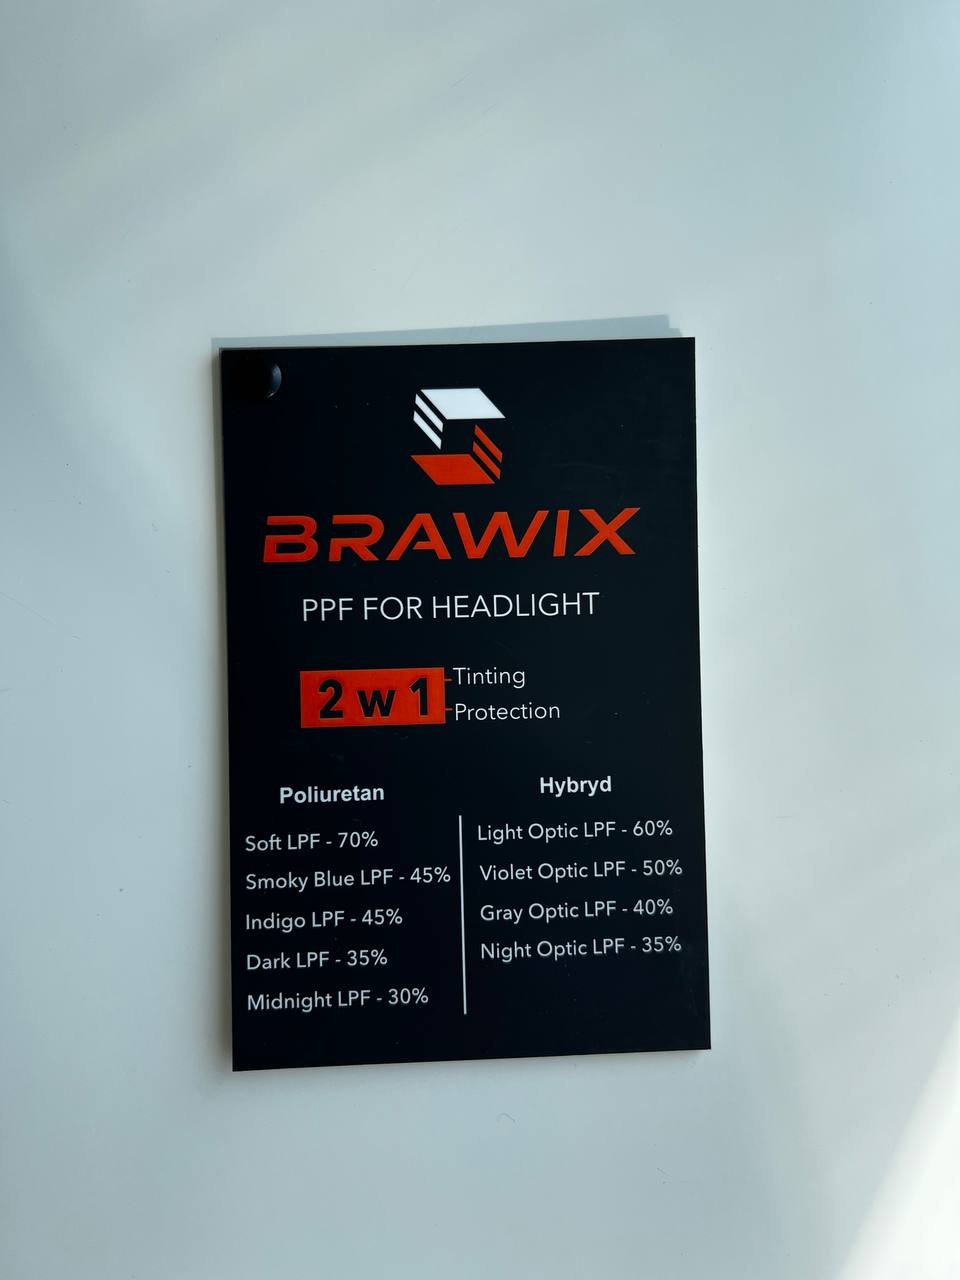 BRAWIX
PPF FOR HEADLIGHT
2 w 1
Tinting
Protection
Poliuretan
Soft LPF - 70%
Smoky Blue LPF - 45%
Indigo LPF - 45%
Dark LPF - 35%
Midnight LPF - 30%
Hybryd
Light Optic LPF - 60%
Violet Optic LPF - 50%
Gray Optic LPF - 40%
Night Optic LPF - 35%